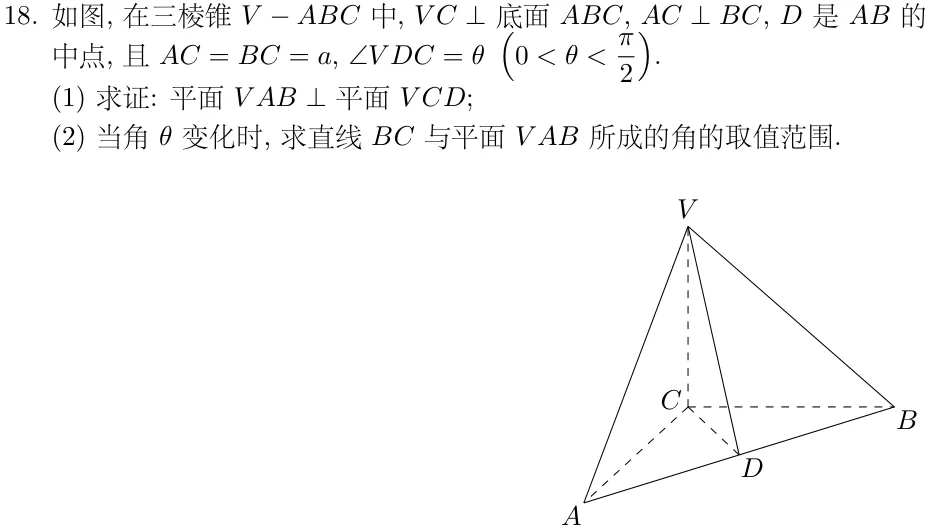 18. 如图, 在三棱锥 V − ABC 中, VC ⊥ 底面 ABC, AC ⊥ BC, D 是 AB 的
中点, 且 AC = BC = a, ∠VDC = θ (0 < θ < π/2).
(1) 求证: 平面 VAB ⊥ 平面 VCD;
(2) 当角 θ 变化时, 求直线 BC 与平面 VAB 所成的角的取值范围.
V
C
B
D
A